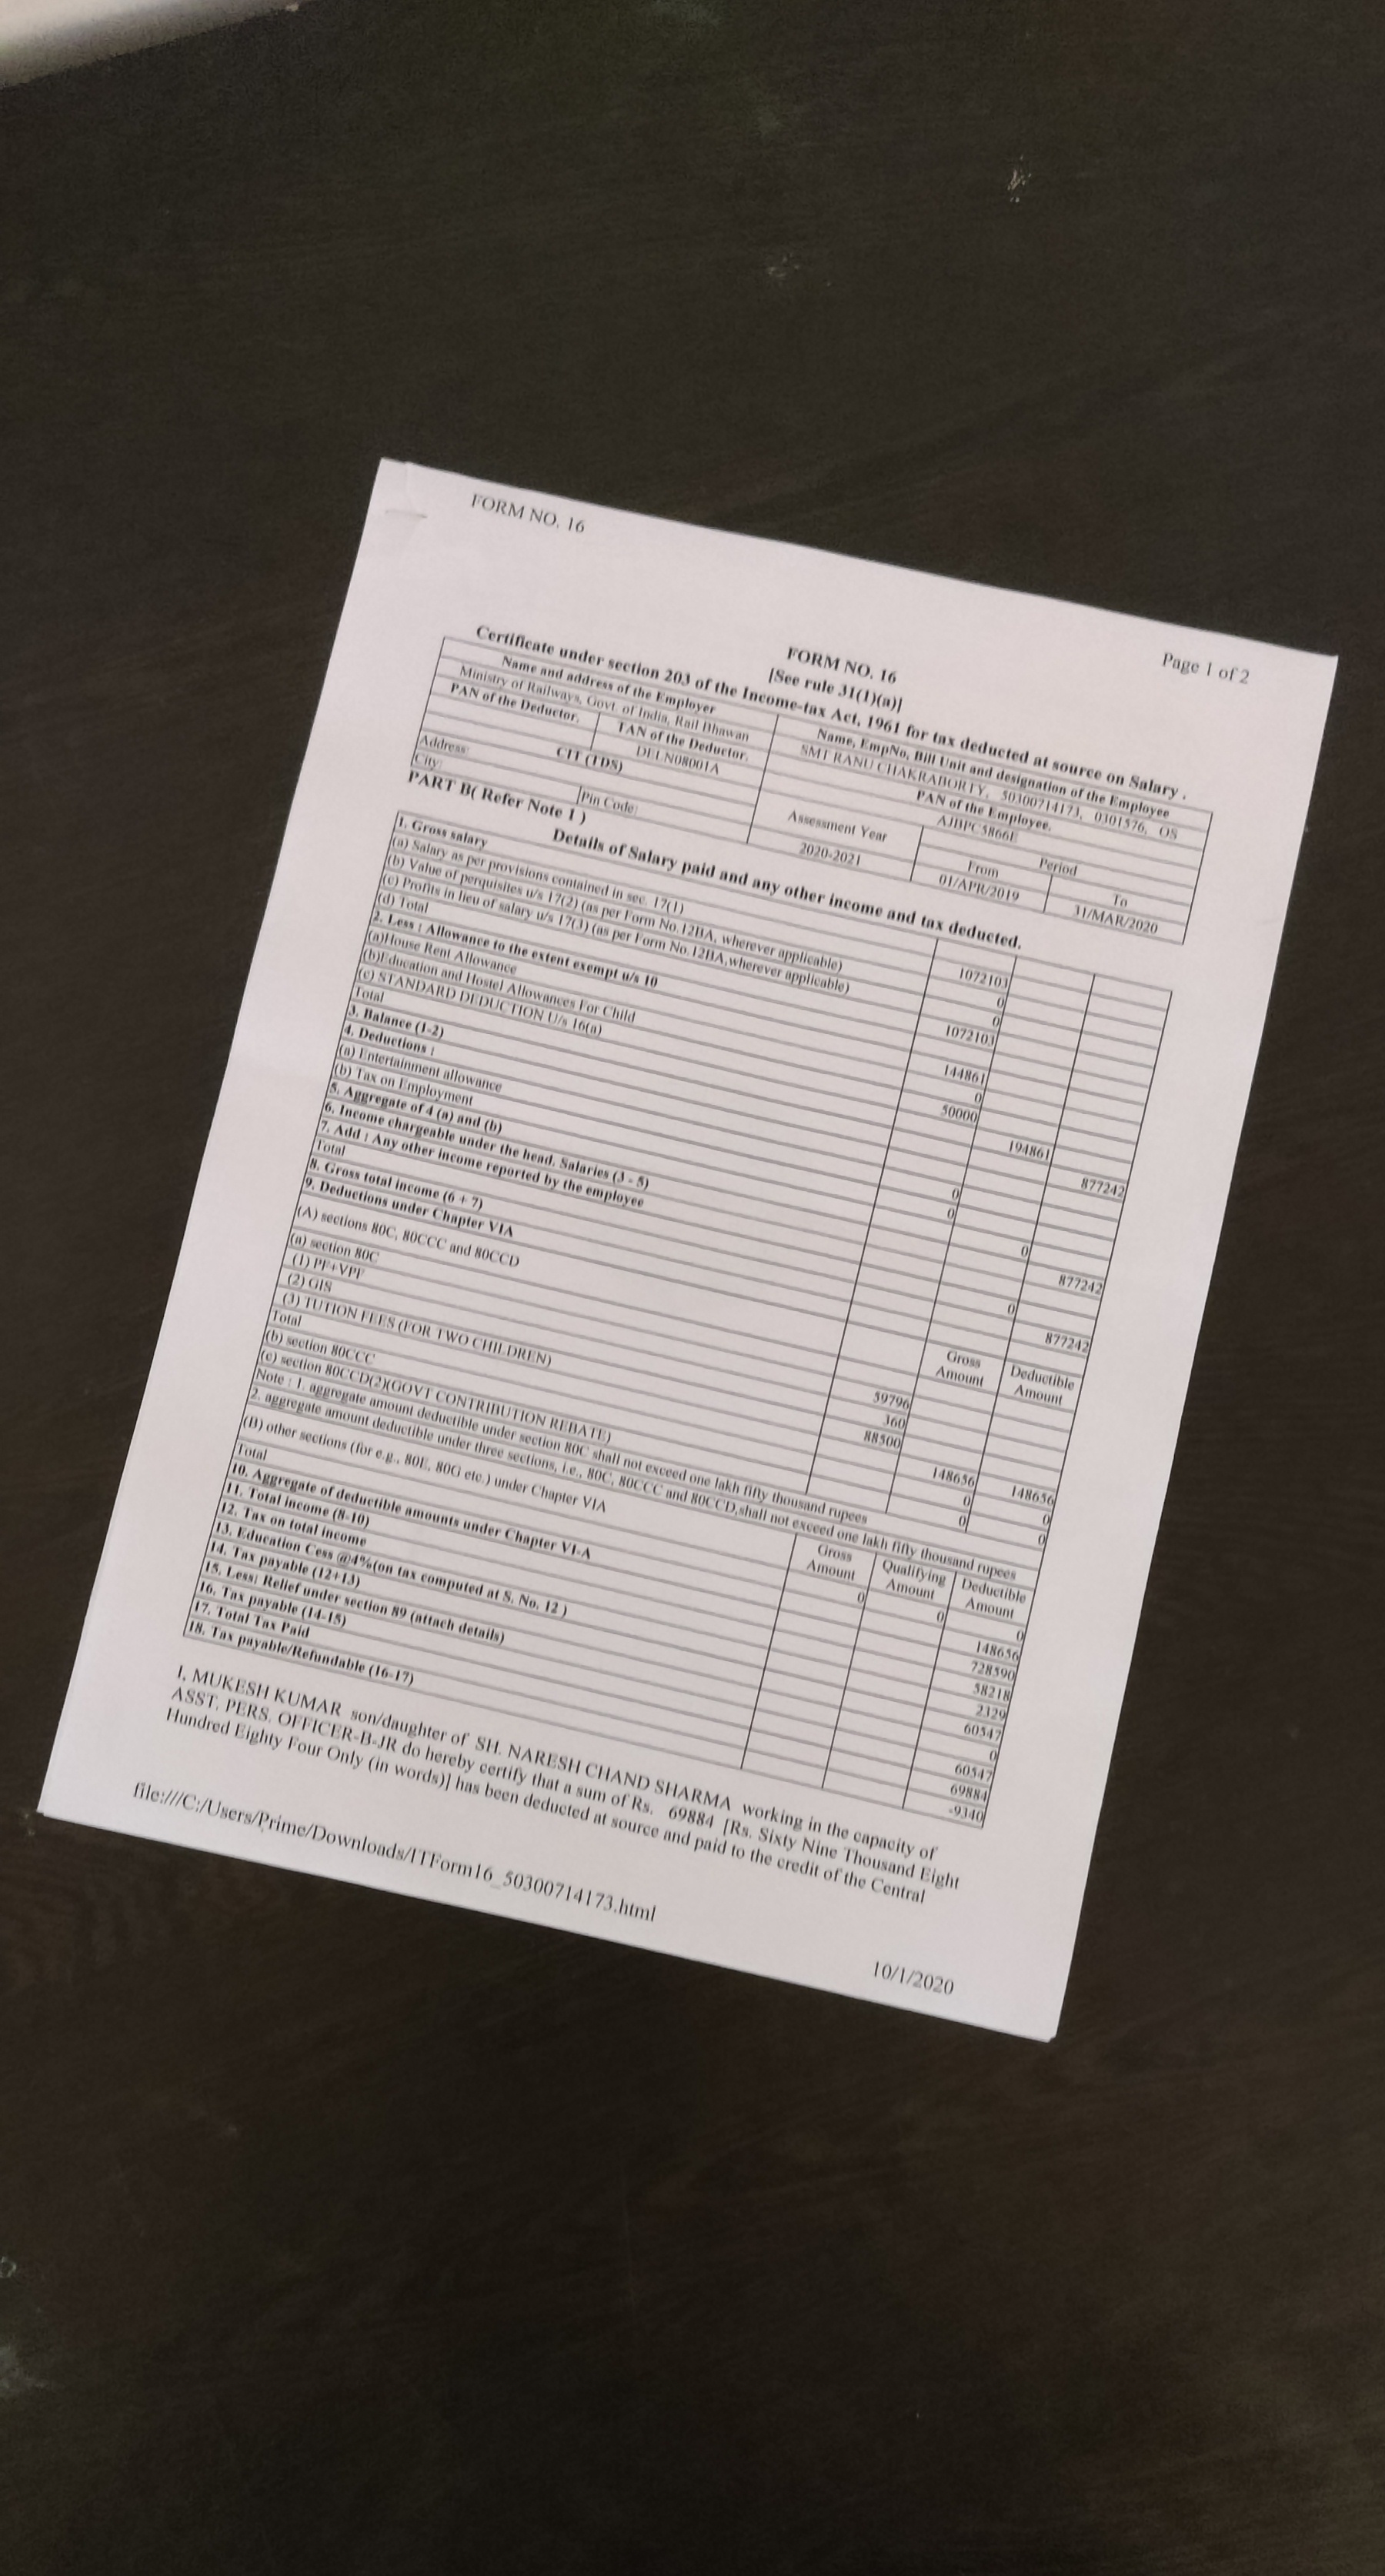 FORM NO. 16
Page 1 of 2
FORM NO. 16
[See rule 31(1)(a)]
Certificate under section 203 of the Income-tax Act, 1961 for tax deducted at source on Salary .
Name and address of the Employer Name, EmpNo, Bill Unit and designation of the Employee
Ministry of Railways, Govt. of India, Rail Bhawan SMT RANU CHAKRABORTY, 50300714173, 0301576, OS
PAN of the Deductor. TAN of the Deductor. PAN of the Employee.
DELN08001A AJBPC5866E
CIT (TDS) Assessment Year Period
Address: From To
City: Pin Code: 2020-2021 01/APR/2019 31/MAR/2020
PART B( Refer Note 1 )
Details of Salary paid and any other income and tax deducted.
1. Gross salary
(a) Salary as per provisions contained in sec. 17(1) 1072103
(b) Value of perquisites u/s 17(2) (as per Form No.12BA, wherever applicable) 0
(c) Profits in lieu of salary u/s 17(3) (as per Form No.12BA,wherever applicable) 0
(d) Total 1072103
2. Less : Allowance to the extent exempt u/s 10
(a)House Rent Allowance 144861
(b)Education and Hostel Allowances For Child 0
(c) STANDARD DEDUCTION U/s 16(a) 50000
Total 194861
3. Balance (1-2) 877242
4. Deductions :
(a) Entertainment allowance 0
(b) Tax on Employment 0
5. Aggregate of 4 (a) and (b) 0
6. Income chargeable under the head. Salaries (3 - 5) 877242
7. Add : Any other income reported by the employee
Total 0
8. Gross total income (6 + 7) 877242
9. Deductions under Chapter VIA
(A) sections 80C, 80CCC and 80CCD Gross Amount Deductible Amount
(a) section 80C
(1) PF+VPF 59796
(2) GIS 360
(3) TUTION FEES (FOR TWO CHILDREN) 88500
Total 148656 148656
(b) section 80CCC 0 0
(c) section 80CCD(2)(GOVT CONTRIBUTION REBATE) 0 0
Note : 1. aggregate amount deductible under section 80C shall not exceed one lakh fifty thousand rupees
2. aggregate amount deductible under three sections, i.e., 80C, 80CCC and 80CCD,shall not exceed one lakh fifty thousand rupees
(B) other sections (for e.g., 80E, 80G etc.) under Chapter VIA Gross Amount Qualifying Amount Deductible Amount
Total 0 0 0
10. Aggregate of deductible amounts under Chapter VI-A 148656
11. Total income (8-10) 728590
12. Tax on total income 58218
13. Education Cess @4%(on tax computed at S. No. 12 ) 2329
14. Tax payable (12+13) 60547
15. Less: Relief under section 89 (attach details) 0
16. Tax payable (14-15) 60547
17. Total Tax Paid 69884
18. Tax payable/Refundable (16-17) -9340
I, MUKESH KUMAR son/daughter of SH. NARESH CHAND SHARMA working in the capacity of
ASST. PERS. OFFICER-B-JR do hereby certify that a sum of Rs. 69884 [Rs. Sixty Nine Thousand Eight
Hundred Eighty Four Only (in words)] has been deducted at source and paid to the credit of the Central
file:///C:/Users/Prime/Downloads/ITForm16_50300714173.html
10/1/2020